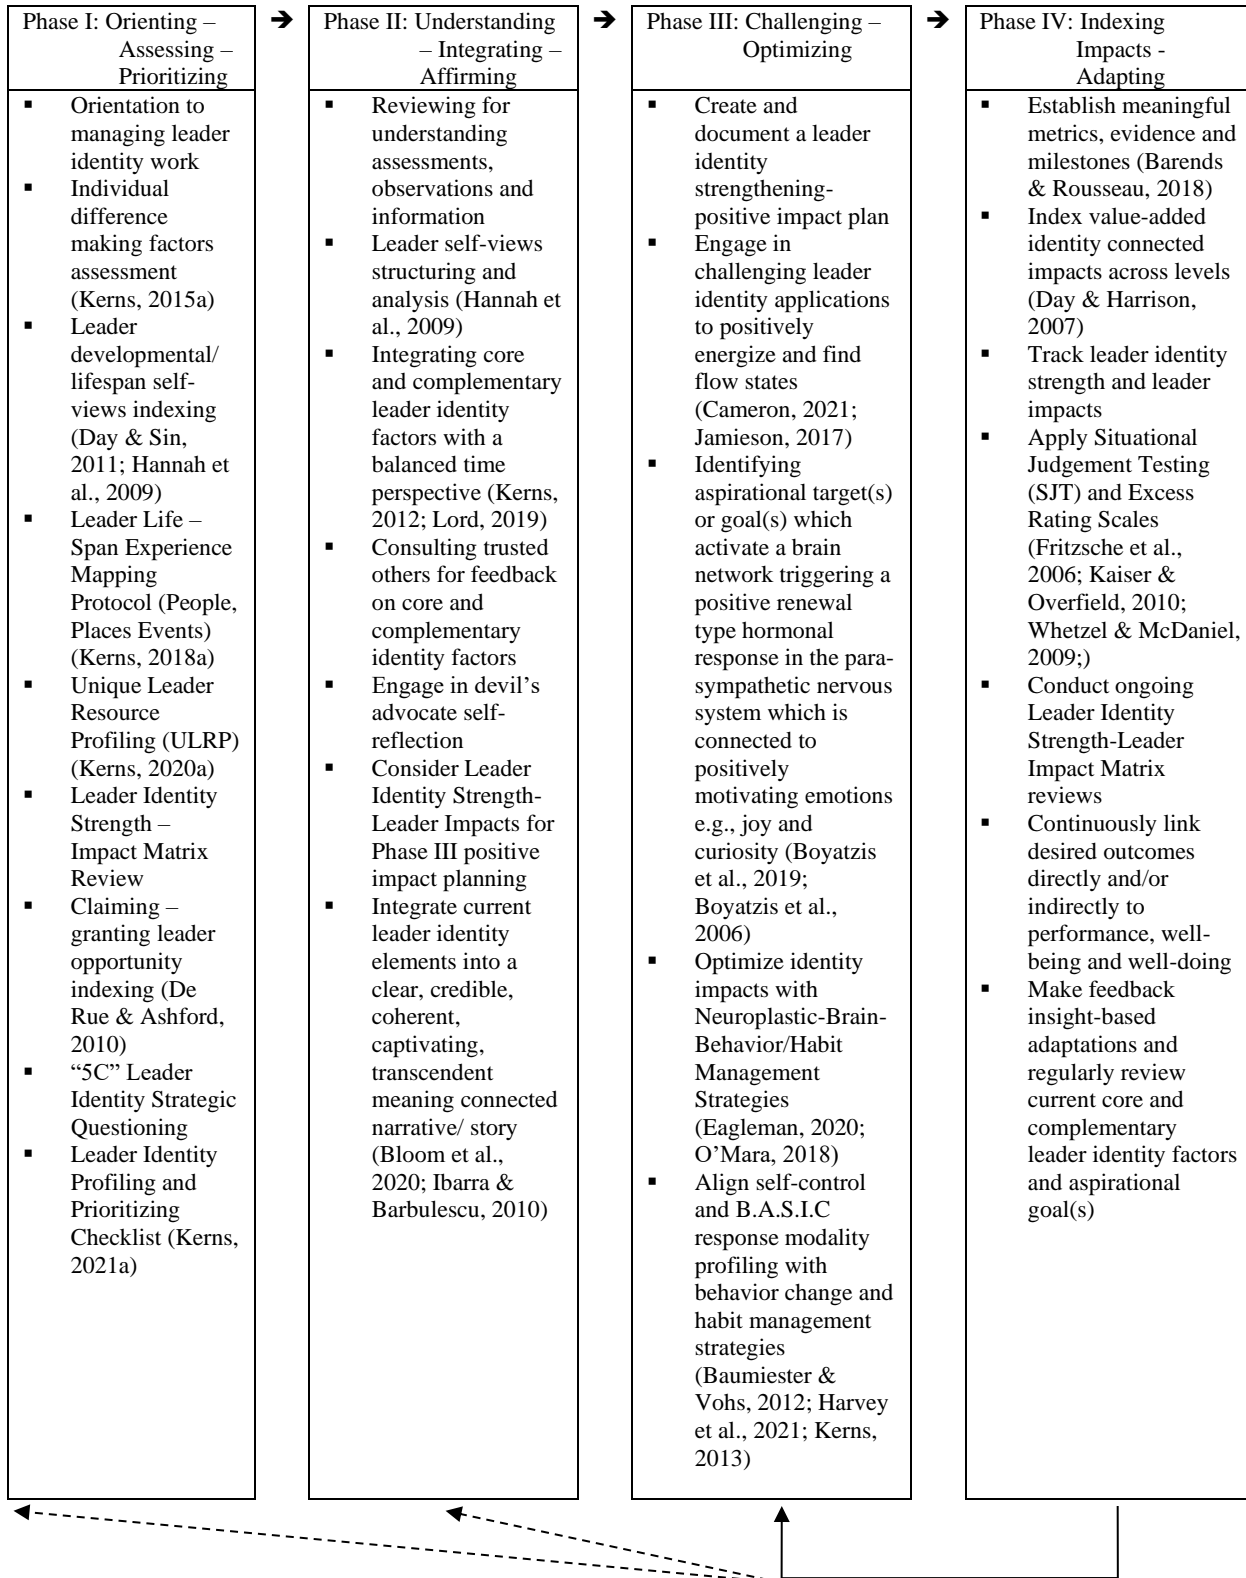 Phase I: Orienting –
Assessing –
Prioritizing
▪ Orientation to
managing leader
identity work
▪ Individual
difference
making factors
assessment
(Kerns, 2015a)
▪ Leader
developmental/
lifespan self-
views indexing
(Day & Sin,
2011; Hannah et
al., 2009)
▪ Leader Life –
Span Experience
Mapping
Protocol (People,
Places Events)
(Kerns, 2018a)
▪ Unique Leader
Resource
Profiling (ULRP)
(Kerns, 2020a)
▪ Leader Identity
Strength –
Impact Matrix
Review
▪ Claiming –
granting leader
opportunity
indexing (De
Rue & Ashford,
2010)
▪ “5C” Leader
Identity Strategic
Questioning
▪ Leader Identity
Profiling and
Prioritizing
Checklist (Kerns,
2021a)
Phase II: Understanding
– Integrating –
Affirming
▪ Reviewing for
understanding
assessments,
observations and
information
▪ Leader self-views
structuring and
analysis (Hannah et
al., 2009)
▪ Integrating core
and complementary
leader identity
factors with a
balanced time
perspective (Kerns,
2012; Lord, 2019)
▪ Consulting trusted
others for feedback
on core and
complementary
identity factors
▪ Engage in devil’s
advocate self-
reflection
▪ Consider Leader
Identity Strength-
Leader Impacts for
Phase III positive
impact planning
▪ Integrate current
leader identity
elements into a
clear, credible,
coherent,
captivating,
transcendent
meaning connected
narrative/ story
(Bloom et al.,
2020; Ibarra &
Barbulescu, 2010)
Phase III: Challenging –
Optimizing
▪ Create and
document a leader
identity
strengthening-
positive impact plan
▪ Engage in
challenging leader
identity applications
to positively
energize and find
flow states
(Cameron, 2021;
Jamieson, 2017)
▪ Identifying
aspirational target(s)
or goal(s) which
activate a brain
network triggering a
positive renewal
type hormonal
response in the para-
sympathetic nervous
system which is
connected to
positively
motivating emotions
e.g., joy and
curiosity (Boyatzis
et al., 2019;
Boyatzis et al.,
2006)
▪ Optimize identity
impacts with
Neuroplastic-Brain-
Behavior/Habit
Management
Strategies
(Eagleman, 2020;
O’Mara, 2018)
▪ Align self-control
and B.A.S.I.C
response modality
profiling with
behavior change and
habit management
strategies
(Baumiester &
Vohs, 2012; Harvey
et al., 2021; Kerns,
2013)
Phase IV: Indexing
Impacts -
Adapting
▪ Establish meaningful
metrics, evidence and
milestones (Barends
& Rousseau, 2018)
▪ Index value-added
identity connected
impacts across levels
(Day & Harrison,
2007)
▪ Track leader identity
strength and leader
impacts
▪ Apply Situational
Judgement Testing
(SJT) and Excess
Rating Scales
(Fritzsche et al.,
2006; Kaiser &
Overfield, 2010;
Whetzel & McDaniel,
2009;)
▪ Conduct ongoing
Leader Identity
Strength-Leader
Impact Matrix
reviews
▪ Continuously link
desired outcomes
directly and/or
indirectly to
performance, well-
being and well-doing
▪ Make feedback
insight-based
adaptations and
regularly review
current core and
complementary
leader identity factors
and aspirational
goal(s)